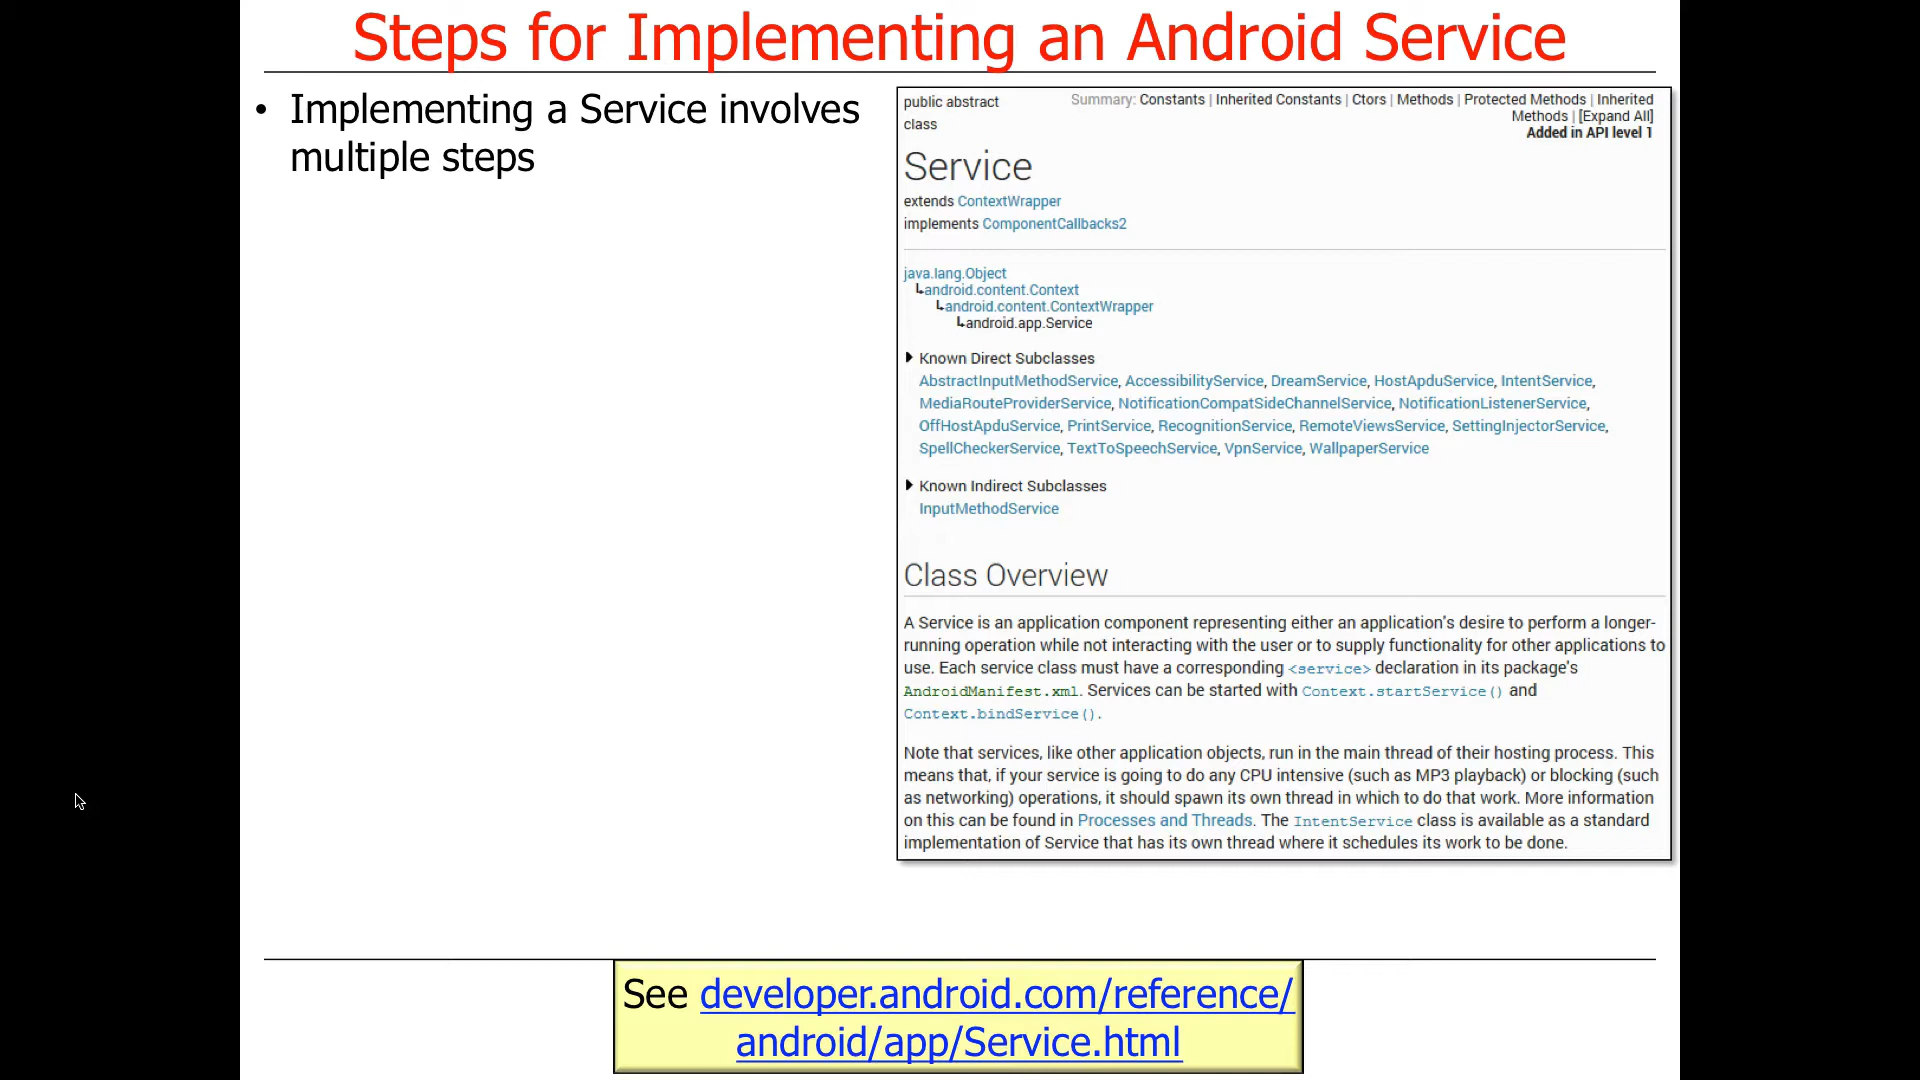 Steps for Implementing an Android Service
• Implementing a Service involves
multiple steps
public abstract
class
Summary: Constants | Inherited Constants | Ctors | Methods | Protected Methods | Inherited
Methods | [Expand All]
Added in API level 1
Service
extends ContextWrapper
implements ComponentCallbacks2
java.lang.Object
↳android.content.Context
↳android.content.ContextWrapper
↳android.app.Service
Known Direct Subclasses
AbstractInputMethodService, AccessibilityService, DreamService, HostApduService, IntentService,
MediaRouteProviderService, NotificationCompatSideChannelService, NotificationListenerService,
OffHostApduService, PrintService, RecognitionService, RemoteViewsService, SettingInjectorService,
SpellCheckerService, TextToSpeechService, VpnService, WallpaperService
Known Indirect Subclasses
InputMethodService
Class Overview
A Service is an application component representing either an application's desire to perform a longer-
running operation while not interacting with the user or to supply functionality for other applications to
use. Each service class must have a corresponding <service> declaration in its package's
AndroidManifest.xml. Services can be started with Context.startService() and
Context.bindService().
Note that services, like other application objects, run in the main thread of their hosting process. This
means that, if your service is going to do any CPU intensive (such as MP3 playback) or blocking (such
as networking) operations, it should spawn its own thread in which to do that work. More information
on this can be found in Processes and Threads. The IntentService class is available as a standard
implementation of Service that has its own thread where it schedules its work to be done.
See developer.android.com/reference/
android/app/Service.html